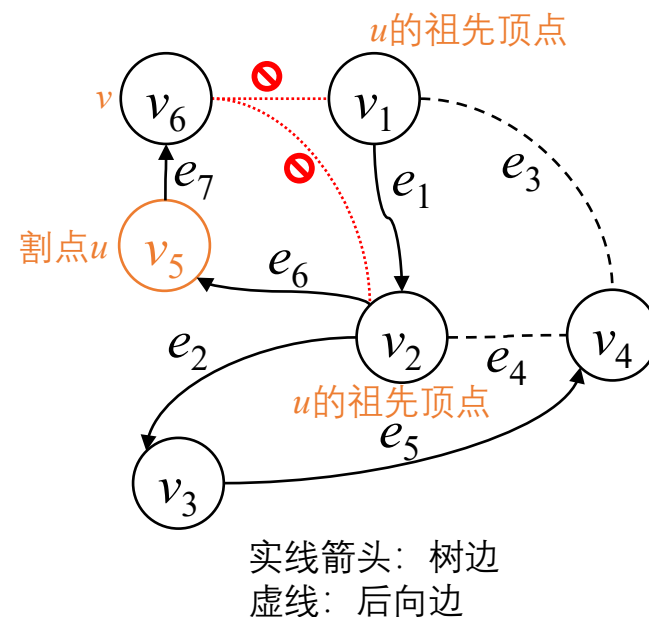 u的祖先顶点
v
v₆
v₁
e₇
e₁
e₃
割点u
v₅
e₆
e₂
v₂
e₄
v₄
u的祖先顶点
e₅
v₃
实线箭头：树边
虚线：后向边